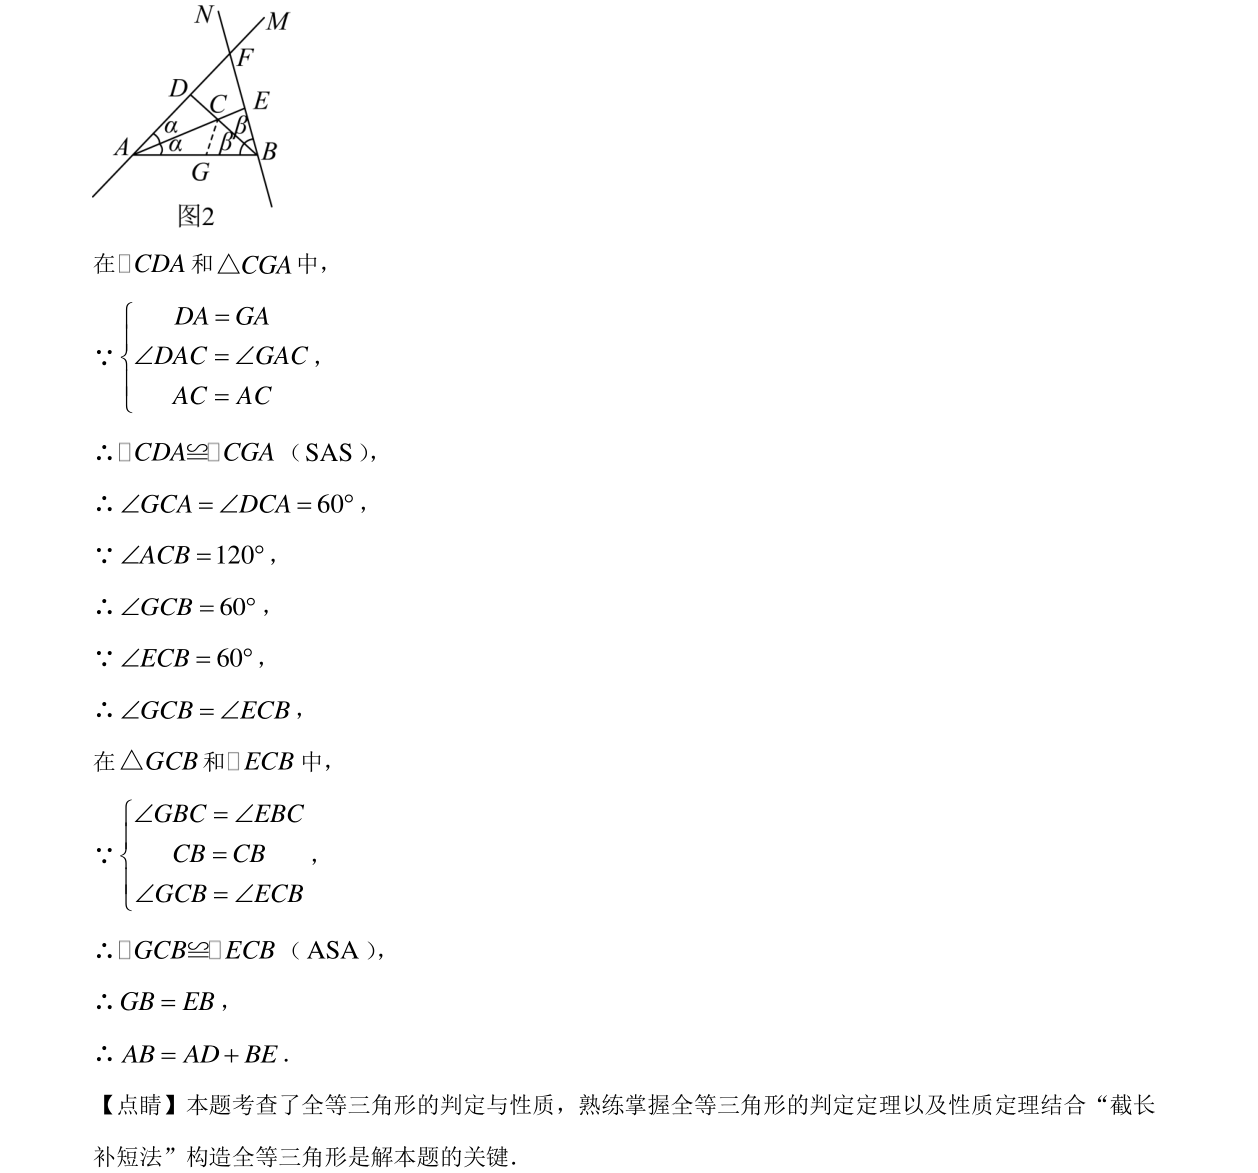 N
M
F
D
C
E
α
β
A
α
β
B
G
图2
在□CDA和△CGA中，
∵{DA=GA
∠DAC=∠GAC，
AC=AC
∴□CDA≌□CGA（SAS），
∴∠GCA=∠DCA=60°，
∵∠ACB=120°，
∴∠GCB=60°，
∵∠ECB=60°，
∴∠GCB=∠ECB，
在△GCB和□ECB中，
∵{∠GBC=∠EBC
CB=CB，
∠GCB=∠ECB
∴□GCB≌□ECB（ASA），
∴GB=EB，
∴AB=AD+BE．
【点睛】本题考查了全等三角形的判定与性质，熟练掌握全等三角形的判定定理以及性质定理结合“截长
补短法”构造全等三角形是解本题的关键．